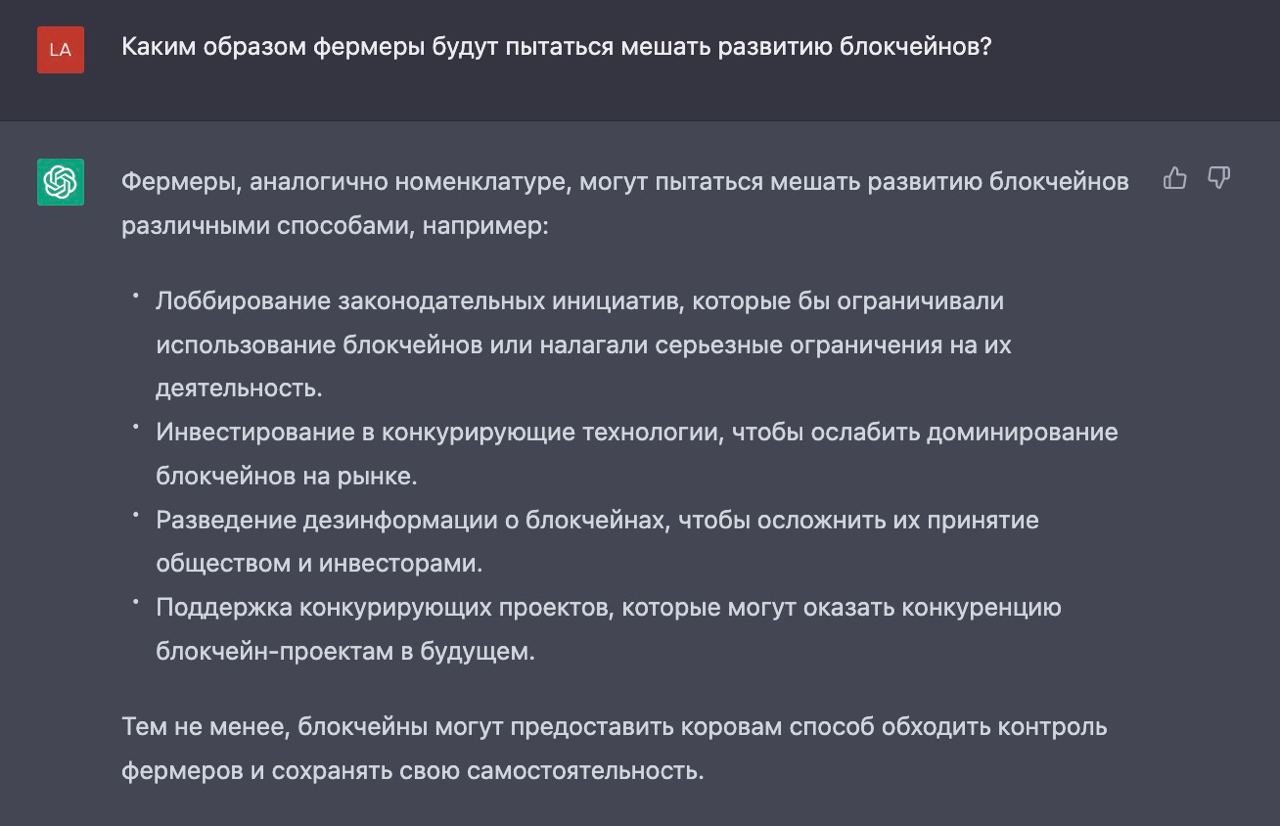 LA
Каким образом фермеры будут пытаться мешать развитию блокчейнов?
Фермеры, аналогично номенклатуре, могут пытаться мешать развитию блокчейнов
различными способами, например:
• Лоббирование законодательных инициатив, которые бы ограничивали
использование блокчейнов или налагали серьезные ограничения на их
деятельность.
• Инвестирование в конкурирующие технологии, чтобы ослабить доминирование
блокчейнов на рынке.
• Разведение дезинформации о блокчейнах, чтобы осложнить их принятие
обществом и инвесторами.
• Поддержка конкурирующих проектов, которые могут оказать конкуренцию
блокчейн-проектам в будущем.
Тем не менее, блокчейны могут предоставить коровам способ обходить контроль
фермеров и сохранять свою самостоятельность.